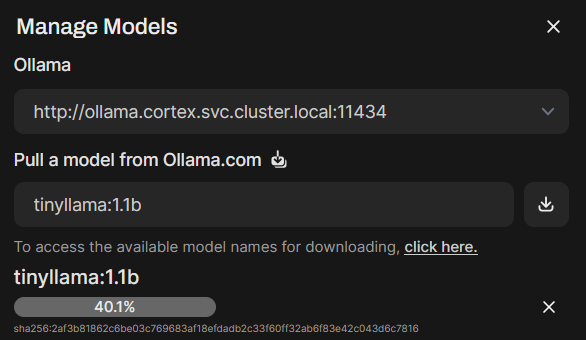 Manage Models
Ollama
http://ollama.cortex.svc.cluster.local:11434
Pull a model from Ollama.com
tinyllama:1.1b
To access the available model names for downloading, click here.
tinyllama:1.1b
40.1%
sha256:2af3b81862c6be03c769683af18efdadb2c33f60ff32ab6f83e42c043d6c7816